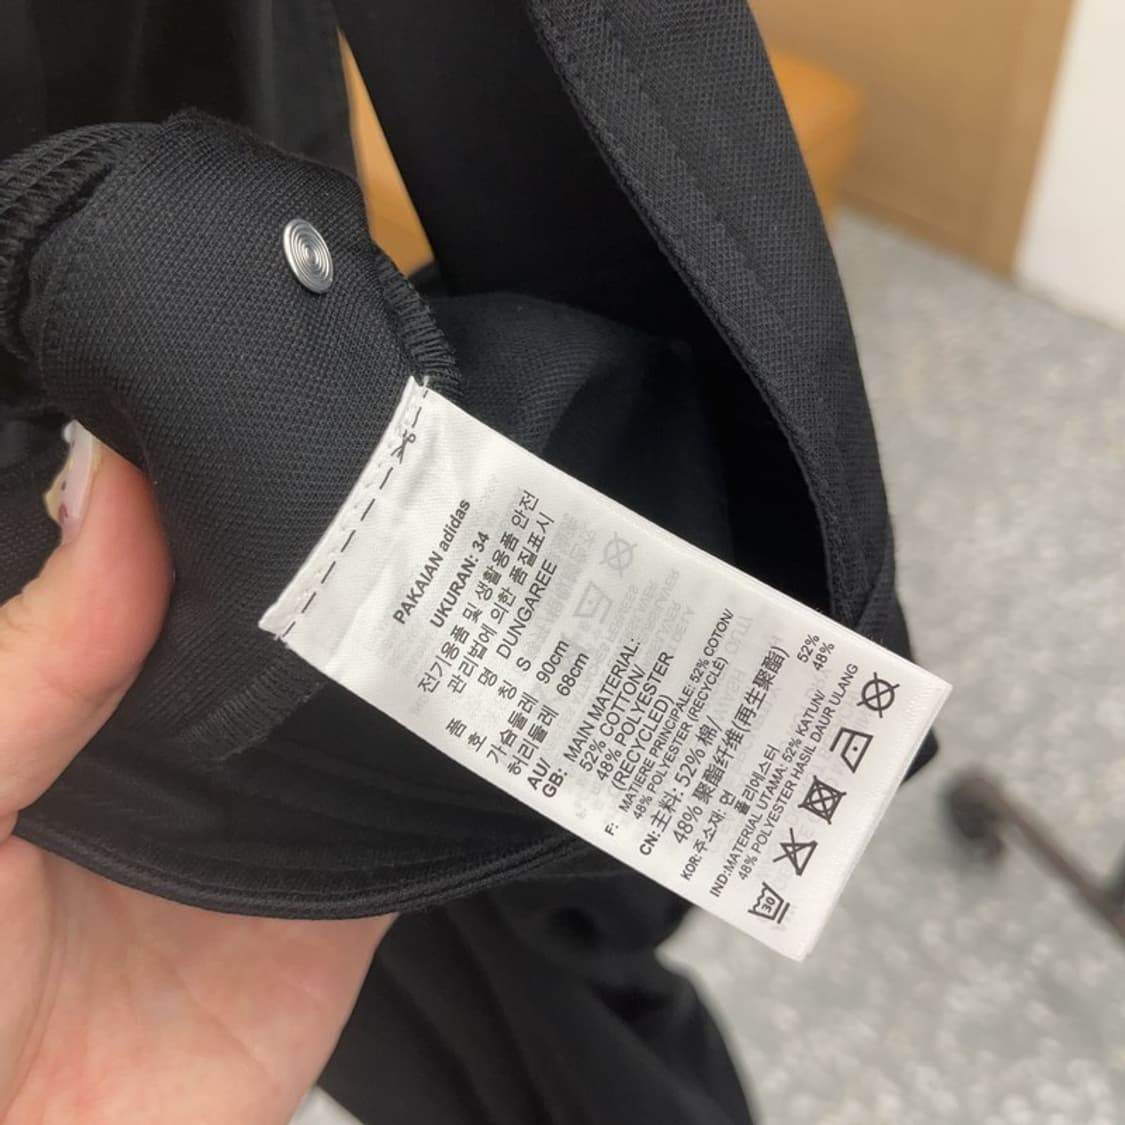 PAKAIAN adidas
UKURAN: 34
전기용품 및 생활용품 안전
관리법에 의한 품질표시
품 명 DUNGAREE
호 칭 S
가슴둘레 90cm
허리둘레 68cm
AU/
GB: MAIN MATERIAL:
52% COTTON/
48% POLYESTER
(RECYCLED)
F: MATIERE PRINCIPALE: 52% COTON/
48% POLYESTER (RECYCLÉ)
CN:主料: 52% 棉/
48% 聚酯纤维(再生聚酯)
KOR:주소재: 면 52%
폴리에스터 48%
IND:MATERIAL UTAMA: 52% KATUN/
48% POLYESTER HASIL DAUR ULANG
30